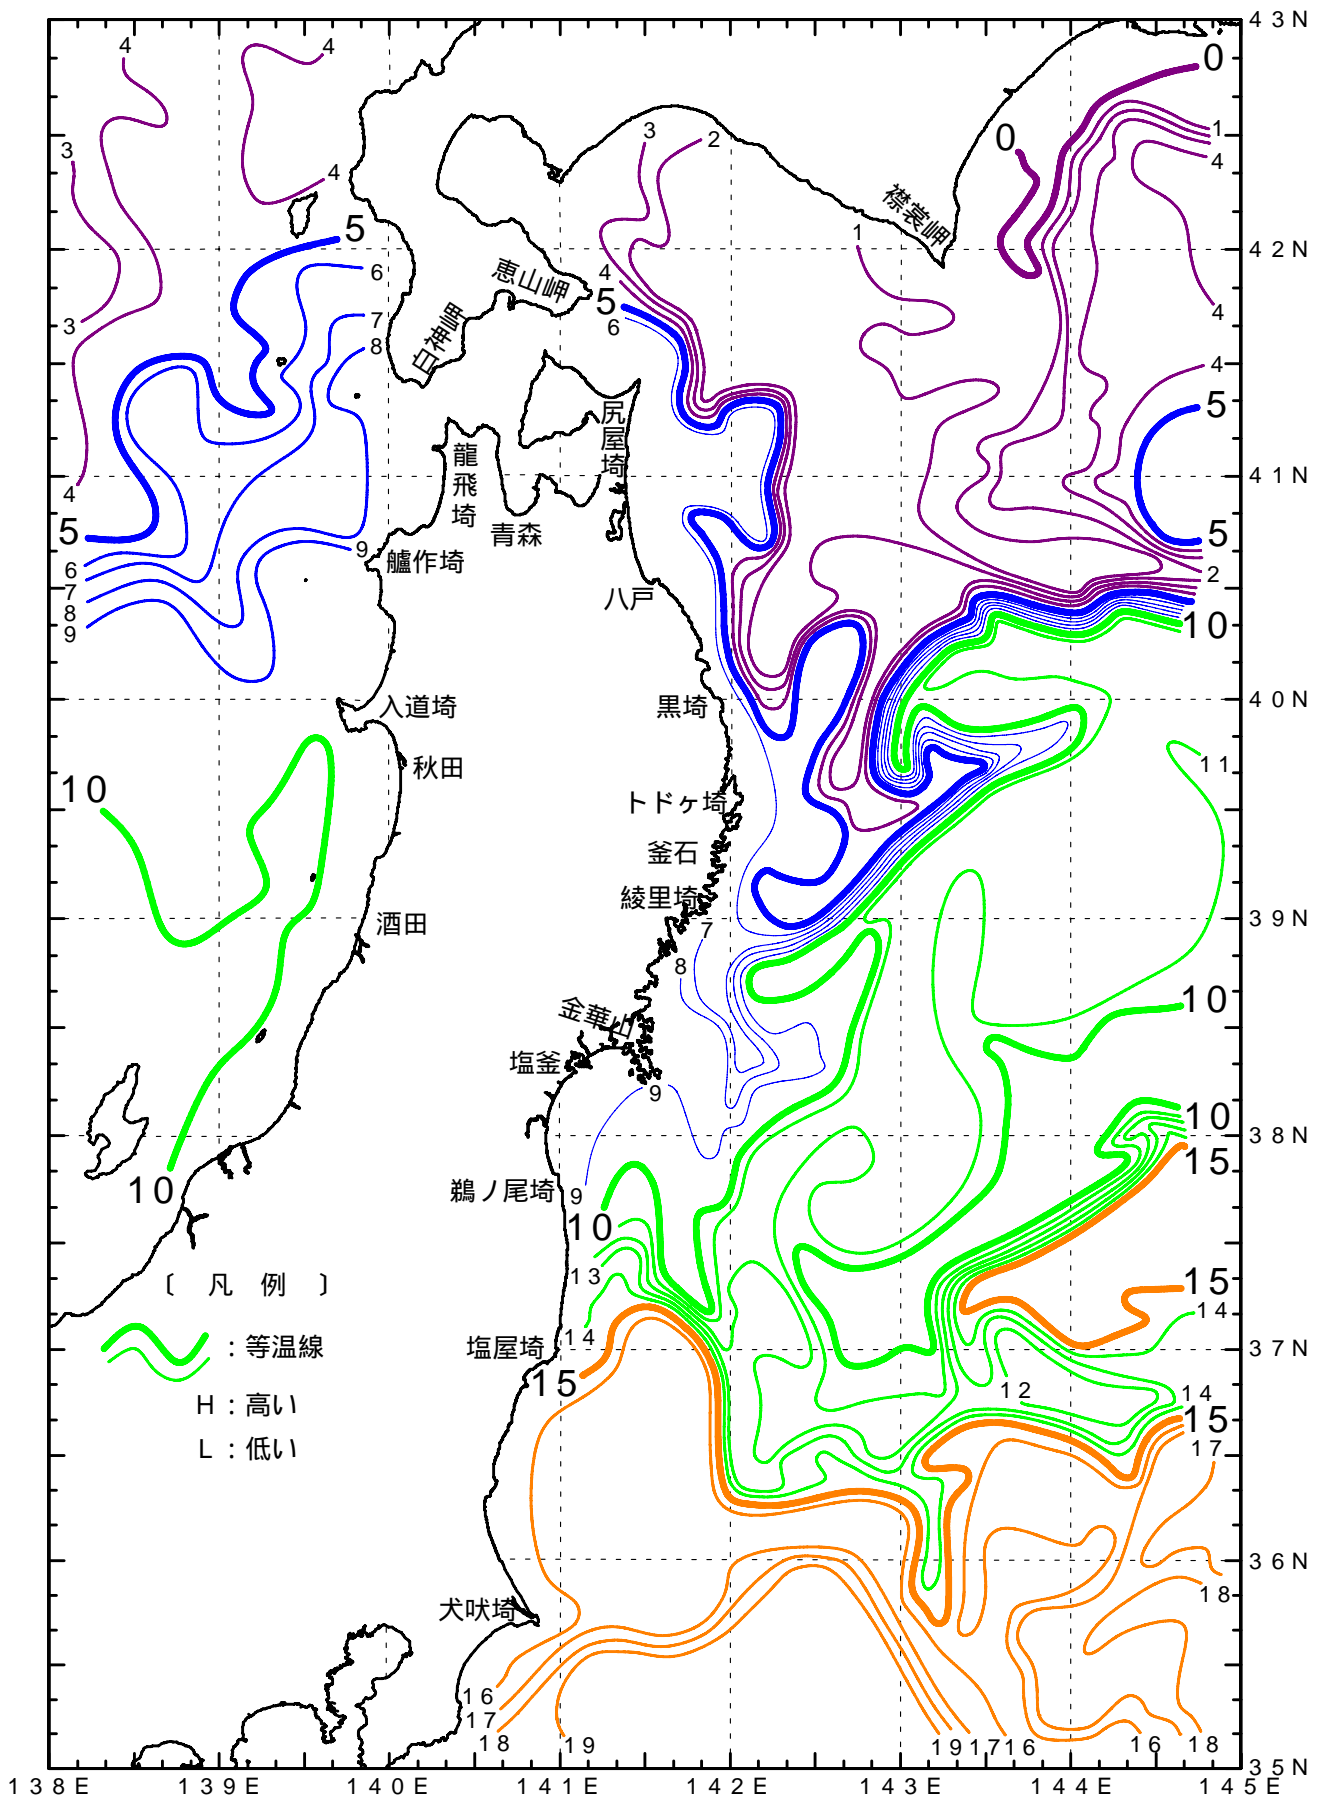 43N
4
4
0
0
3
2
1
3
4
4
襟裳岬
5
1
42N
6
恵山岬
4
5
6
4
3
7
8
白神岬
4
5
尻屋埼
龍飛埼
41N
4
5
青森
5
9
艫作埼
6
7
8
9
2
八戸
10
入道埼
黒埼
40N
秋田
11
10
トドヶ埼
釜石
綾里埼
酒田
7
39N
8
10
金華山
塩釜
9
10
38N
15
鵜ノ尾埼
9
10
10
13
15
14
〔 凡 例 〕
:等温線
14
塩屋埼
37N
15
12
14
15
H:高い
L:低い
17
36N
18
犬吠埼
16
17
18
19
19
17
16
16
18
35N
138E
139E
140E
141E
142E
143E
144E
145E